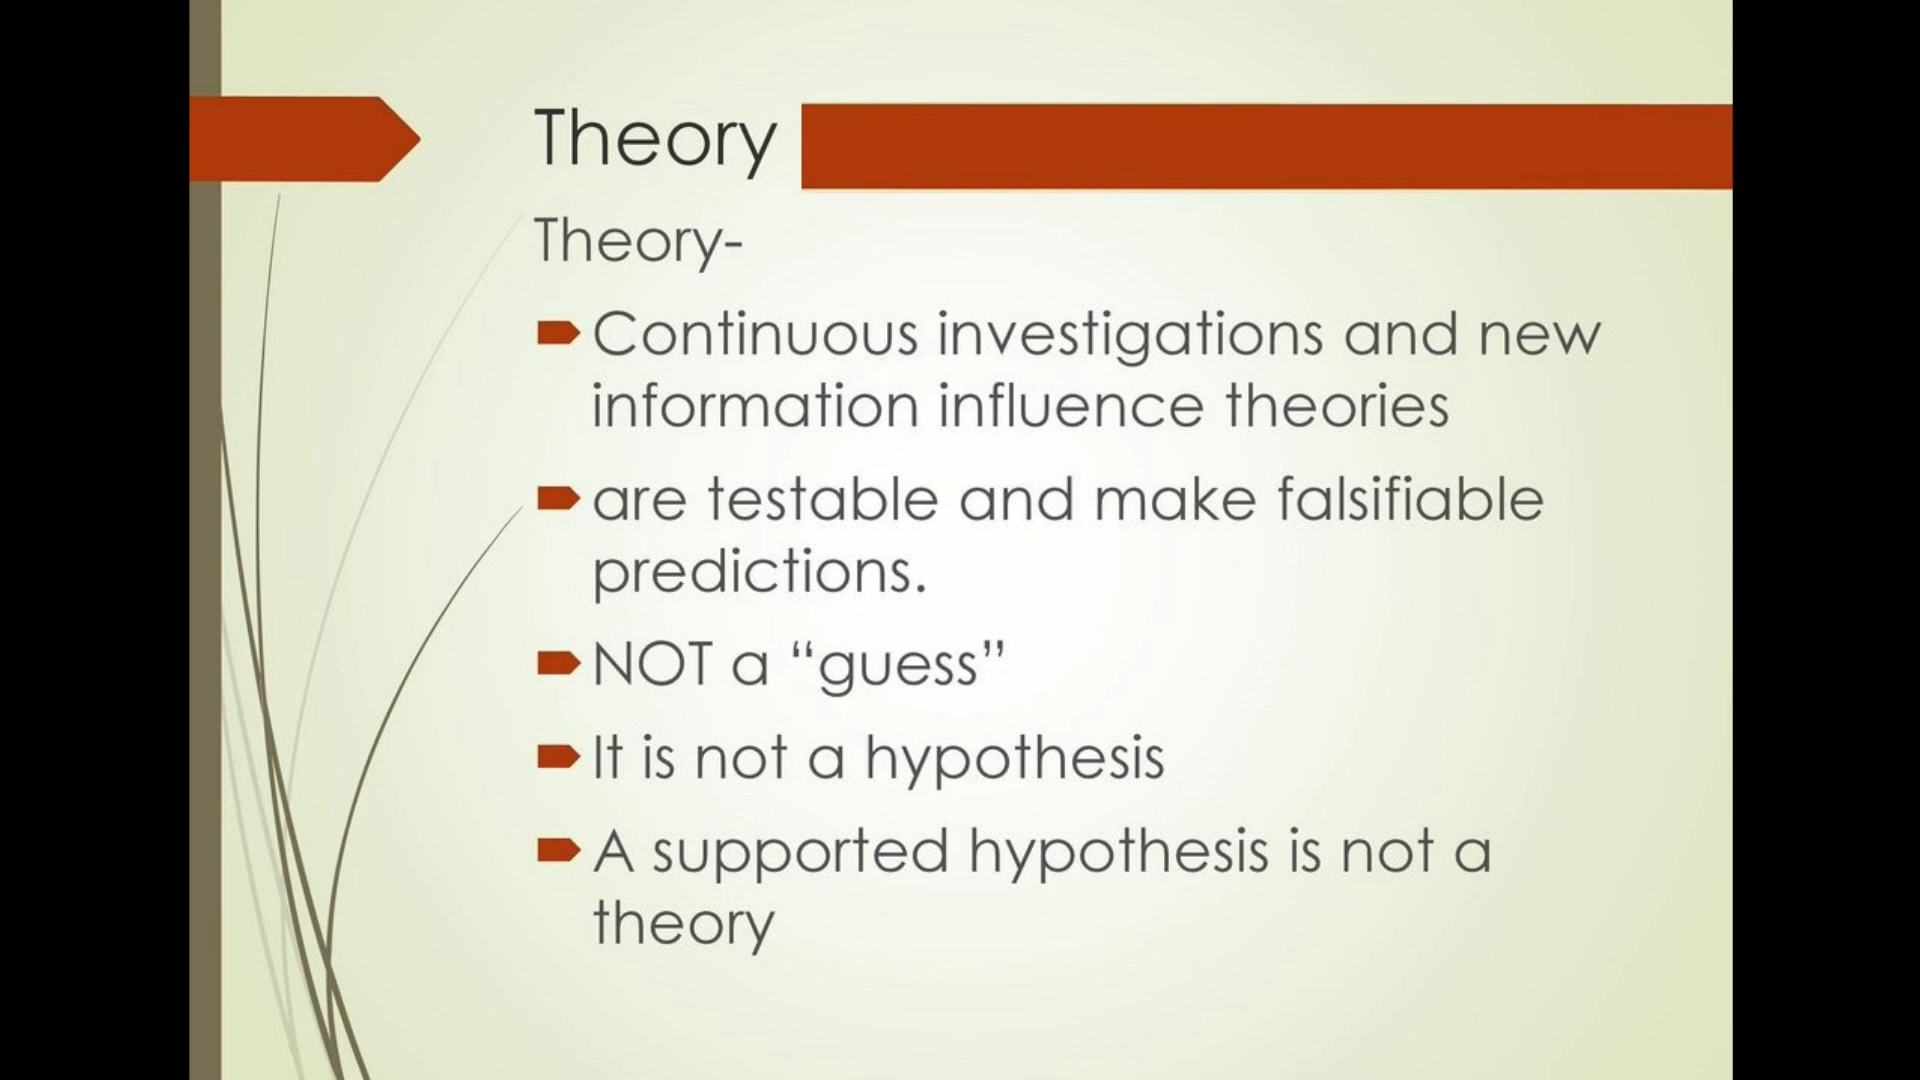 Theory
Theory-
Continuous investigations and new
information influence theories
are testable and make falsifiable
predictions.
NOT a “guess”
It is not a hypothesis
A supported hypothesis is not a
theory